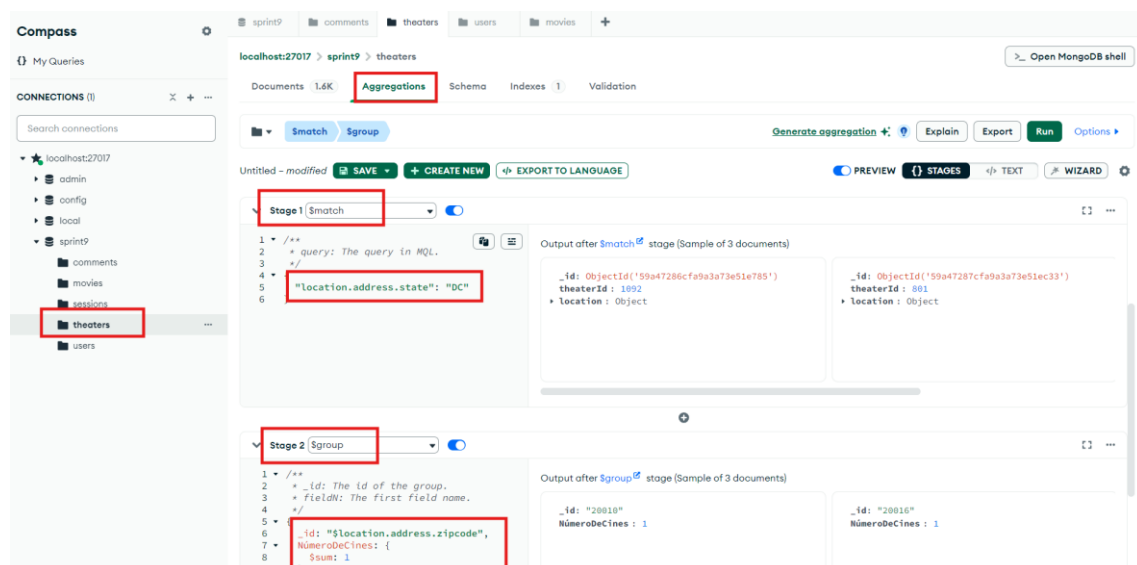 Compass
My Queries
CONNECTIONS (1)
Search connections
localhost:27017
admin
config
local
sprint9
comments
movies
sessions
theaters
users
sprint9 comments theaters users movies
localhost:27017 > sprint9 > theaters
>_ Open MongoDB shell
Documents 1.6K Aggregations Schema Indexes 1 Validation
$match $group
Generate aggregation Explain Export Run Options
Untitled – modified SAVE + CREATE NEW </> EXPORT TO LANGUAGE
PREVIEW {} STAGES </> TEXT WIZARD
Stage 1 $match
1 /**
2 * query: The query in MQL.
3 */
4
5 "location.address.state": "DC"
6
Output after $match stage (Sample of 3 documents)
_id: ObjectId('59a47286cfa9a3a73e51e785')
theaterId : 1092
location : Object
_id: ObjectId('59a47287cfa9a3a73e51ec33')
theaterId : 801
location : Object
Stage 2 $group
1 /**
2 * _id: The id of the group.
3 * fieldN: The first field name.
4 */
5 {
6 _id: "$location.address.zipcode",
7 NúmeroDeCines: {
8 $sum: 1
Output after $group stage (Sample of 3 documents)
_id: "20010"
NúmeroDeCines : 1
_id: "20016"
NúmeroDeCines : 1